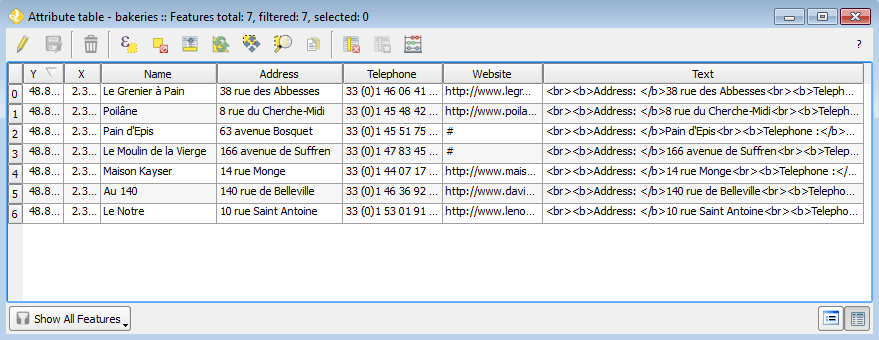 Attribute table - bakeries :: Features total: 7, filtered: 7, selected: 0
ε ?
Y X Name Address Telephone Website Text
0 48.8... 2.3... Le Grenier à Pain 38 rue des Abbesses 33 (0)1 46 06 41 ... http://www.legr... <br><b>Address: </b>38 rue des Abbesses<br><b>Teleph...
1 48.8... 2.3... Poilâne 8 rue du Cherche-Midi 33 (0)1 45 48 42 ... http://www.poila... <br><b>Address: </b>8 rue du Cherche-Midi<br><b>Teleph...
2 48.8... 2.3... Pain d'Epis 63 avenue Bosquet 33 (0)1 45 51 75 ... # <br><b>Address: </b>Pain d'Epis<br><b>Telephone :</b>...
3 48.8... 2.3... Le Moulin de la Vierge 166 avenue de Suffren 33 (0)1 47 83 45 ... # <br><b>Address: </b>166 avenue de Suffren<br><b>Teleph...
4 48.8... 2.3... Maison Kayser 14 rue Monge 33 (0)1 44 07 17 ... http://www.mais... <br><b>Address: </b>14 rue Monge<br><b>Telephone :</...
5 48.8... 2.3... Au 140 140 rue de Belleville 33 (0)1 46 36 92 ... http://www.davi... <br><b>Address: </b>140 rue de Belleville<br><b>Telepho...
6 48.8... 2.3... Le Notre 10 rue Saint Antoine 33 (0)1 53 01 91 ... http://www.leno... <br><b>Address: </b>10 rue Saint Antoine<br><b>Telepho...
Show All Features